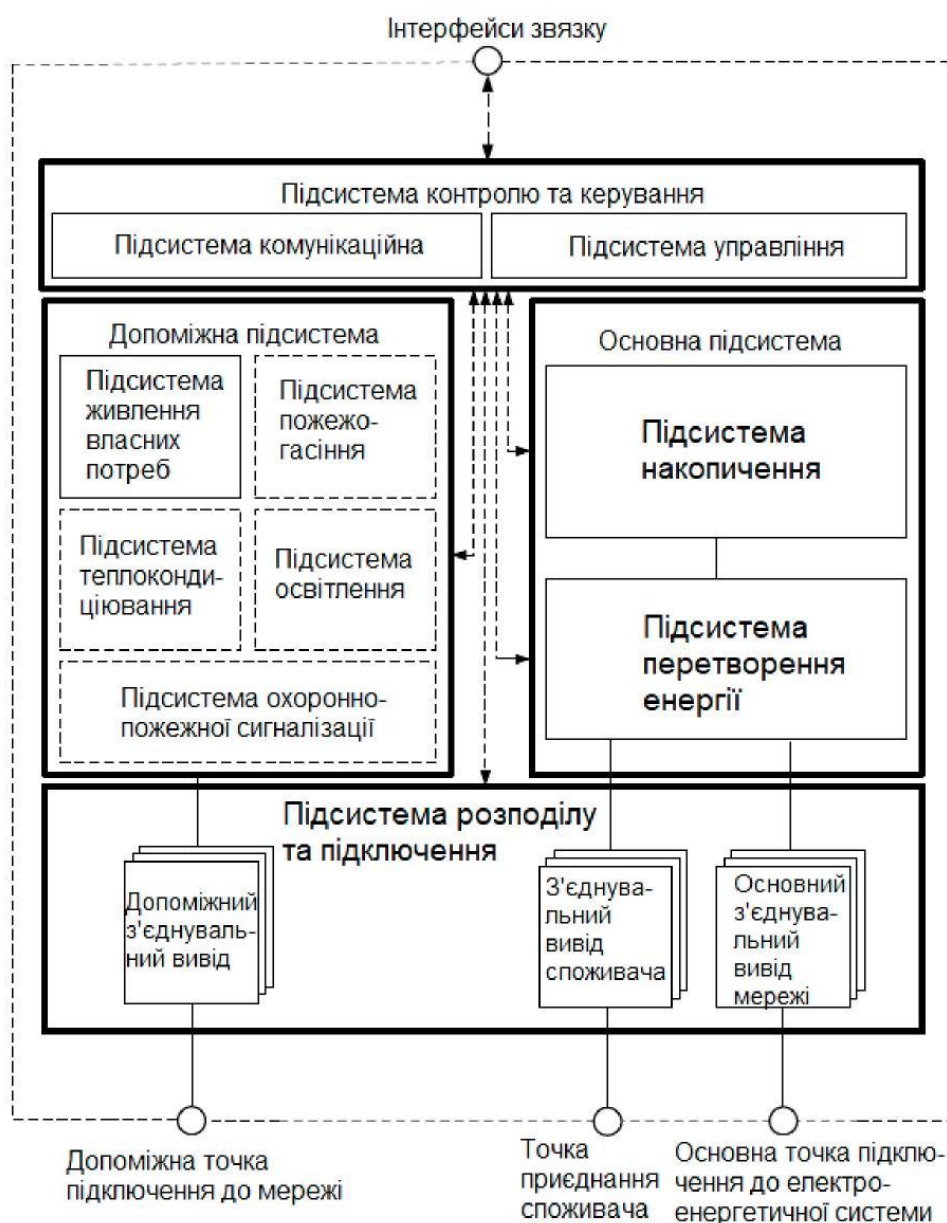 Інтерфейси звязку
Підсистема контролю та керування
Підсистема комунікаційна
Підсистема управління
Допоміжна підсистема
Підсистема
живлення
власних
потреб
Підсистема
пожежо-
гасіння
Підсистема
теплоконди-
ціювання
Підсистема
освітлення
Підсистема охоронно-
пожежної сигналізації
Основна підсистема
Підсистема
накопичення
Підсистема
перетворення
енергії
Підсистема розподілу
та підключення
Допоміжний
з'єднуваль-
ний вивід
З'єднува-
льний
вивід
споживача
Основний
з'єднува-
льний
вивід
мережі
Допоміжна точка
підключення до мережі
Точка
приєднання
споживача
Основна точка підклю-
чення до електро-
енергетичної системи